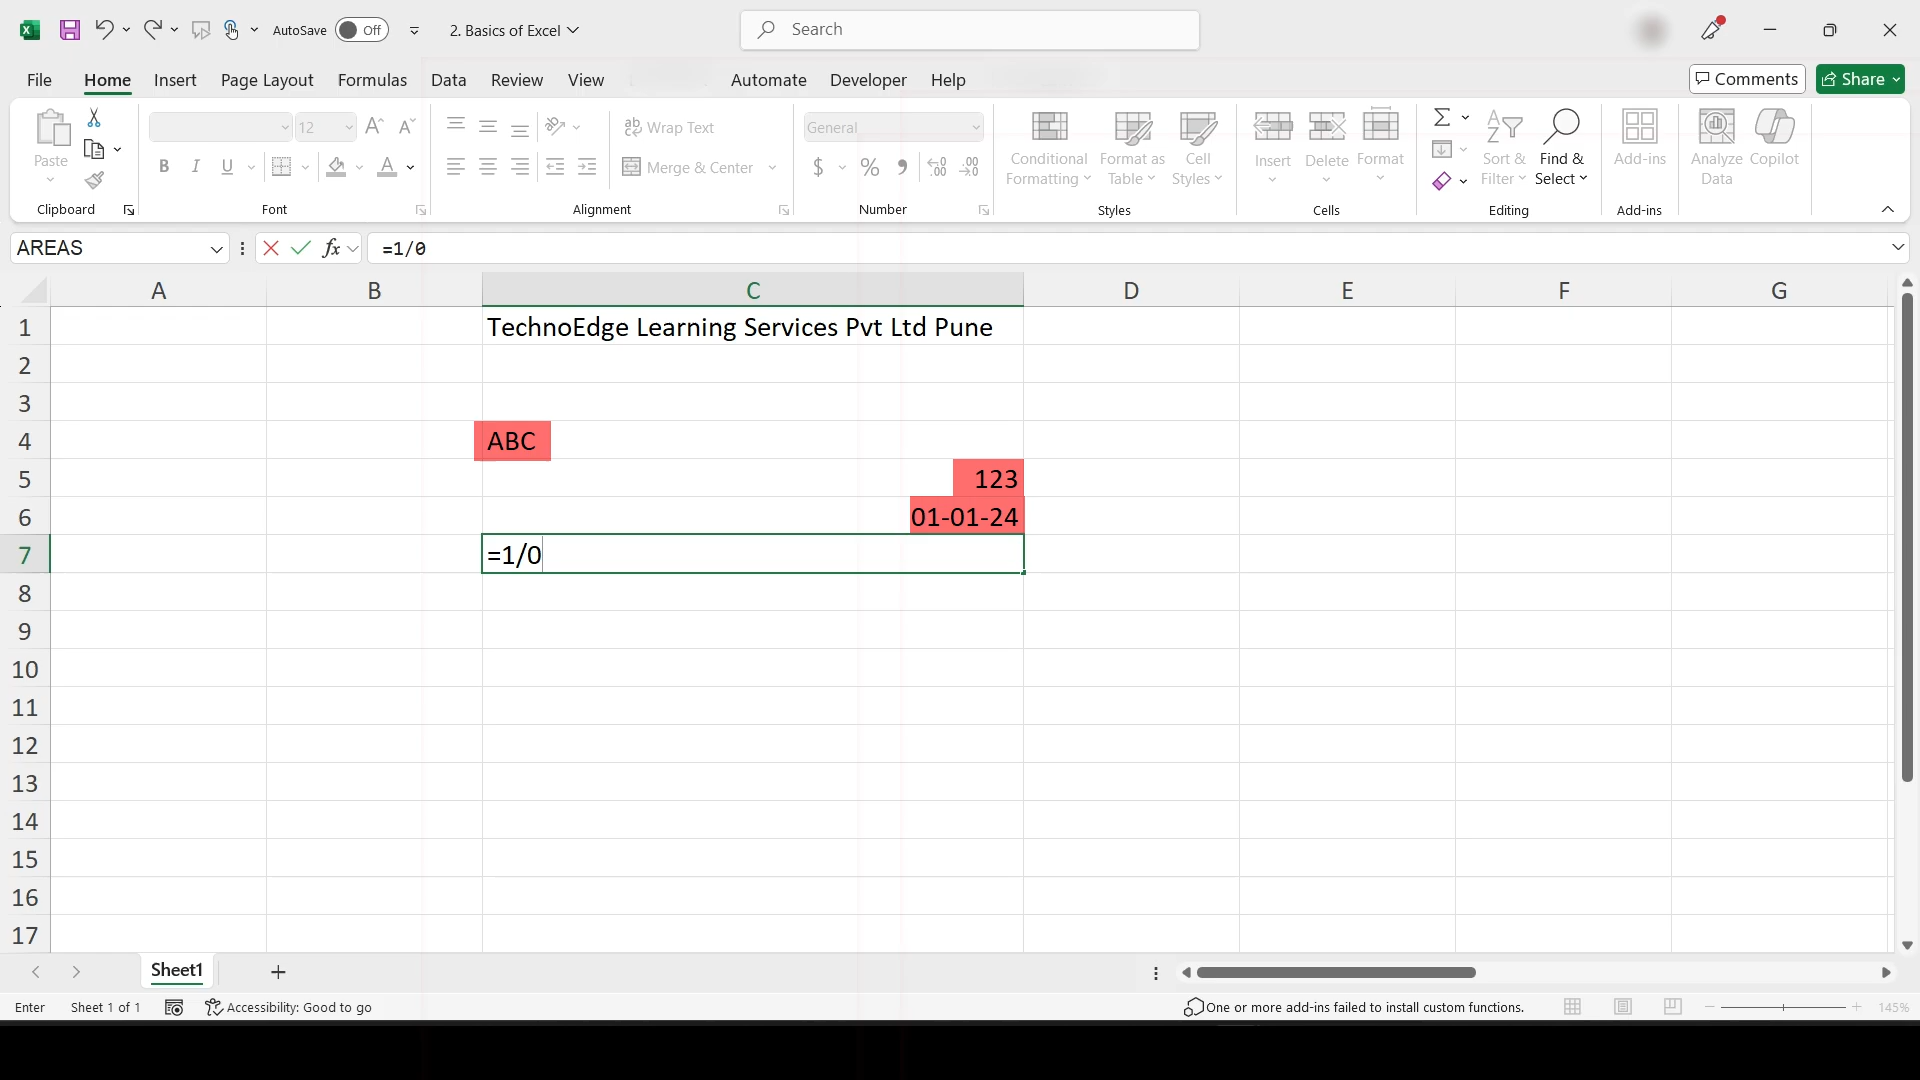 AutoSave Off 2. Basics of Excel Search
File Home Insert Page Layout Formulas Data Review View Automate Developer Help Comments Share
Paste
12
B I U A
ab Wrap Text
Merge & Center
General
$ %
Conditional Formatting
Format as Table
Cell Styles
Insert Delete Format
Sort & Filter
Find & Select
Add-ins
Analyze Data
Copilot
Clipboard Font Alignment Number Styles Cells Editing Add-ins
AREAS fx =1/0
A B C D E F G
1 TechnoEdge Learning Services Pvt Ltd Pune
2
3
4 ABC
5 123
6 01-01-24
7 =1/0
8
9
10
11
12
13
14
15
16
17
Sheet1
Enter Sheet 1 of 1 Accessibility: Good to go One or more add-ins failed to install custom functions. 145%